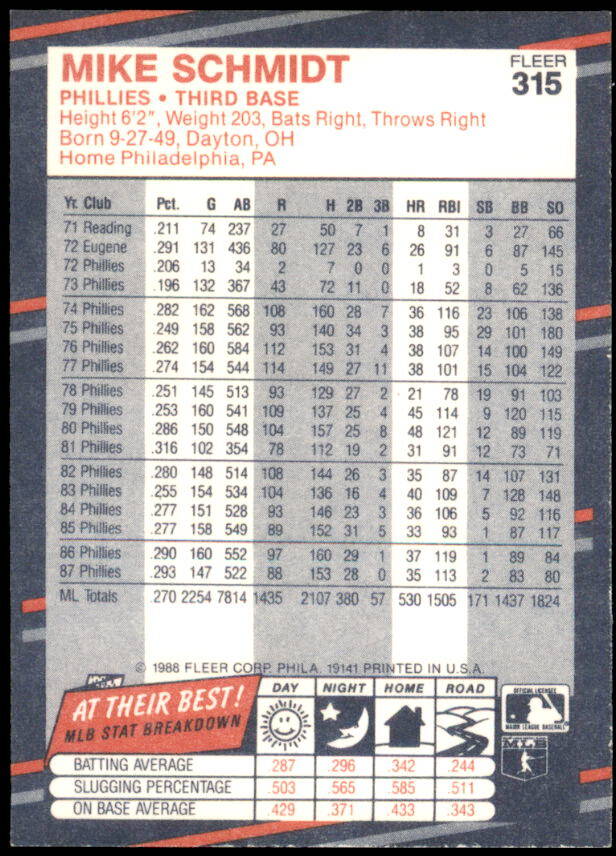 MIKE SCHMIDT
FLEER
315
PHILLIES • THIRD BASE
Height 6'2", Weight 203, Bats Right, Throws Right
Born 9-27-49, Dayton, OH
Home Philadelphia, PA
Yr. Club Pct. G AB R H 2B 3B HR RBI SB BB SO
71 Reading .211 74 237 27 50 7 1 8 31 3 27 66
72 Eugene .291 131 436 80 127 23 6 26 91 6 87 145
72 Phillies .206 13 34 2 7 0 0 1 3 0 5 15
73 Phillies .196 132 367 43 72 11 0 18 52 8 62 136
74 Phillies .282 162 568 108 160 28 7 36 116 23 106 138
75 Phillies .249 158 562 93 140 34 3 38 95 29 101 180
76 Phillies .262 160 584 112 153 31 4 38 107 14 100 149
77 Phillies .274 154 544 114 149 27 11 38 101 15 104 122
78 Phillies .251 145 513 93 129 27 2 21 78 19 91 103
79 Phillies .253 160 541 109 137 25 4 45 114 9 120 115
80 Phillies .286 150 548 104 157 25 8 48 121 12 89 119
81 Phillies .316 102 354 78 112 19 2 31 91 12 73 71
82 Phillies .280 148 514 108 144 26 3 35 87 14 107 131
83 Phillies .255 154 534 104 136 16 4 40 109 7 128 148
84 Phillies .277 151 528 93 146 23 3 36 106 5 92 116
85 Phillies .277 158 549 89 152 31 5 33 93 1 87 117
86 Phillies .290 160 552 97 160 29 1 37 119 1 89 84
87 Phillies .293 147 522 88 153 28 0 35 113 2 83 80
ML Totals .270 2254 7814 1435 2107 380 57 530 1505 171 1437 1824
© 1988 FLEER CORP. PHILA. 19141 PRINTED IN U.S.A.
AT THEIR BEST!
MLB STAT BREAKDOWN
DAY NIGHT HOME ROAD
BATTING AVERAGE .287 .296 .342 .244
SLUGGING PERCENTAGE .503 .565 .585 .511
ON BASE AVERAGE .429 .371 .433 .343
OFFICIAL LICENSEE
MAJOR LEAGUE BASEBALL
MLB